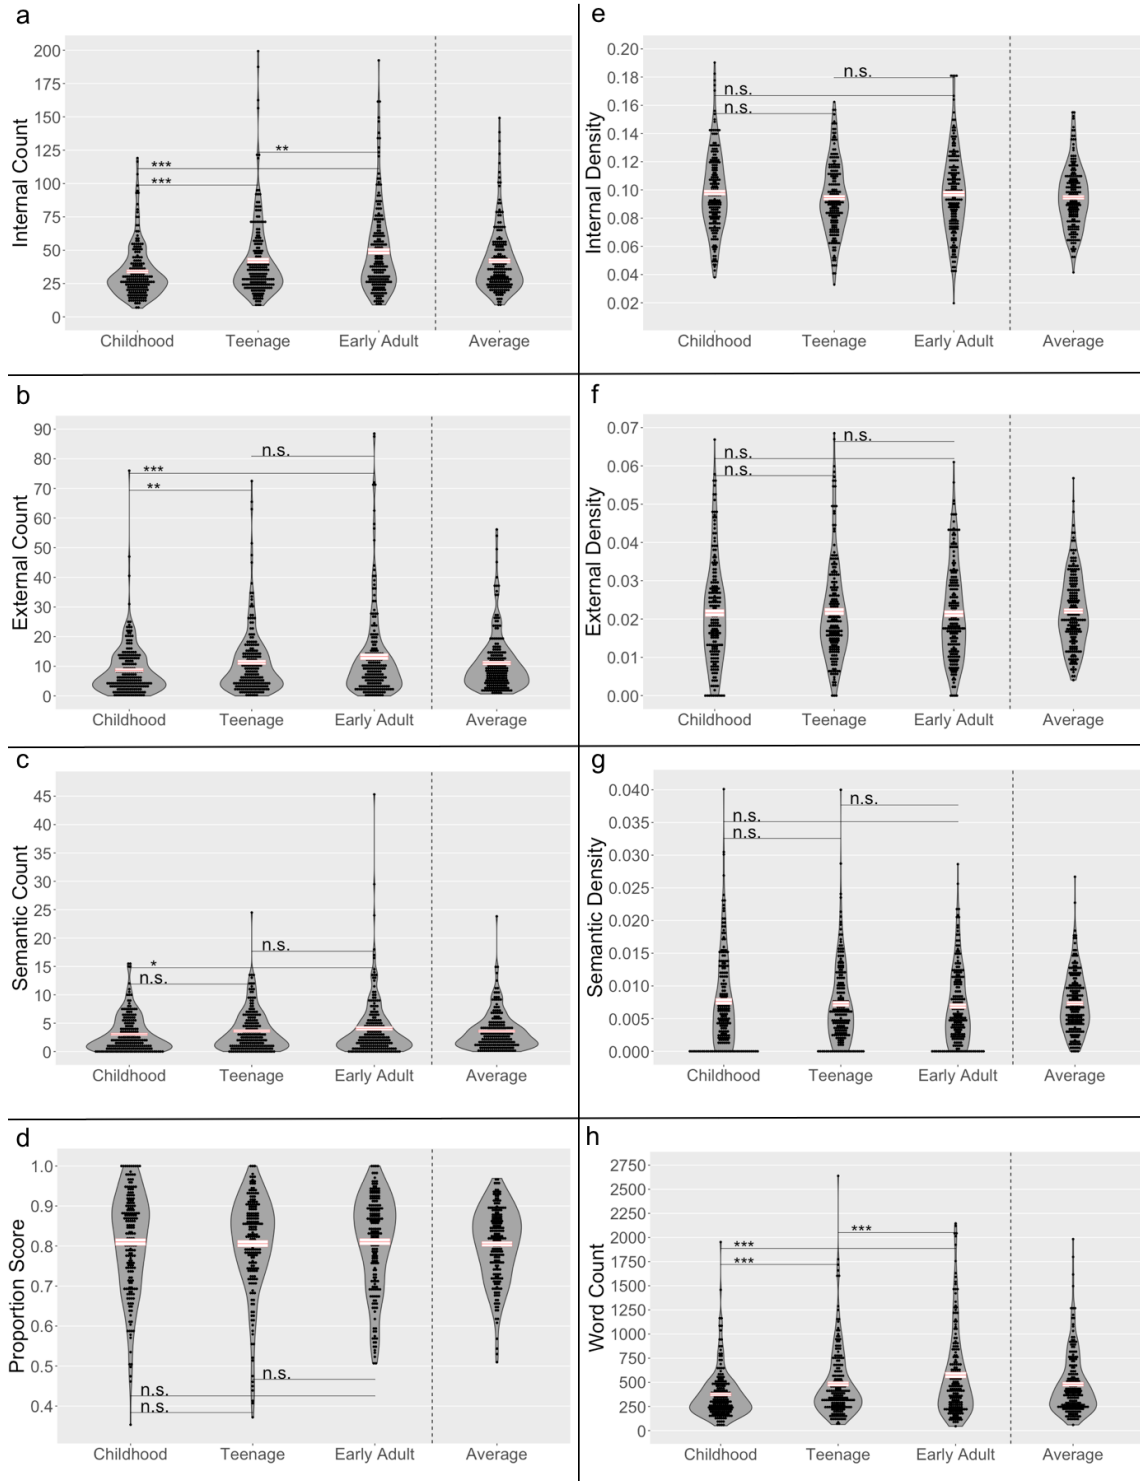 a
Internal Count
200
175
150
125
100
75
50
25
0
**
***
***
Childhood Teenage Early Adult Average
b
External Count
90
80
70
60
50
40
30
20
10
0
n.s.
***
**
Childhood Teenage Early Adult Average
c
Semantic Count
45
40
35
30
25
20
15
10
5
0
n.s.
*
n.s.
Childhood Teenage Early Adult Average
d
Proportion Score
1.0
0.9
0.8
0.7
0.6
0.5
0.4
n.s.
n.s.
n.s.
Childhood Teenage Early Adult Average
e
Internal Density
0.20
0.18
0.16
0.14
0.12
0.10
0.08
0.06
0.04
0.02
n.s.
n.s.
n.s.
Childhood Teenage Early Adult Average
f
External Density
0.07
0.06
0.05
0.04
0.03
0.02
0.01
0.00
n.s.
n.s.
n.s.
Childhood Teenage Early Adult Average
g
Semantic Density
0.040
0.035
0.030
0.025
0.020
0.015
0.010
0.005
0.000
n.s.
n.s.
n.s.
Childhood Teenage Early Adult Average
h
Word Count
2750
2500
2250
2000
1750
1500
1250
1000
750
500
250
0
***
***
***
Childhood Teenage Early Adult Average